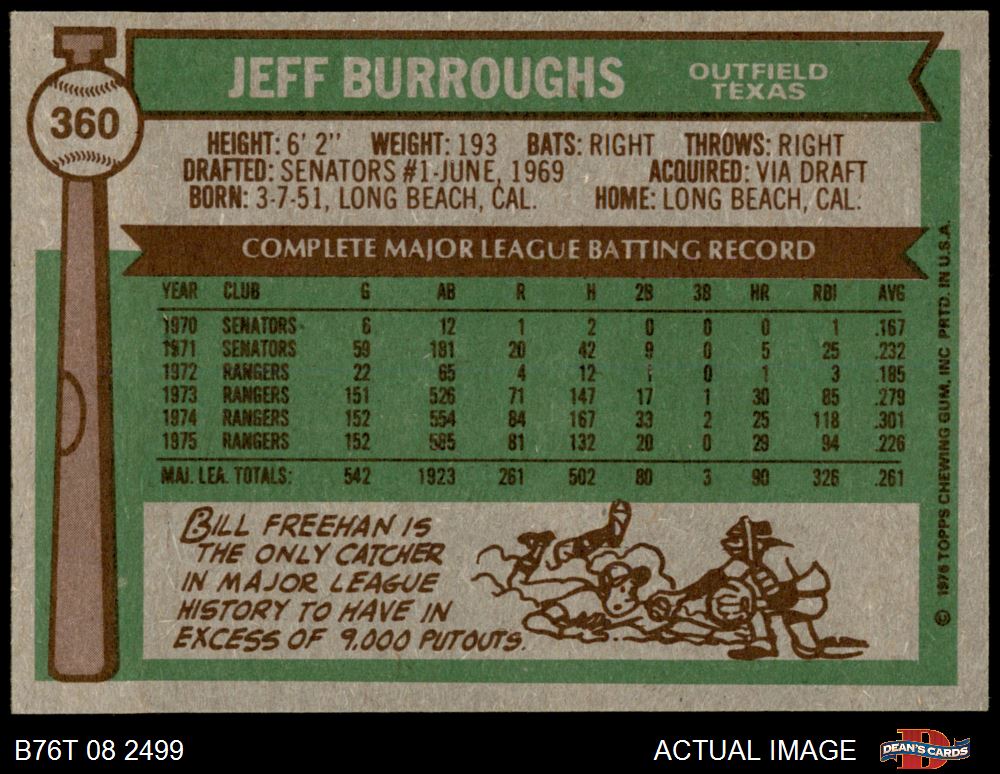 JEFF BURROUGHS
OUTFIELD
TEXAS
360
HEIGHT: 6' 2" WEIGHT: 193 BATS: RIGHT THROWS: RIGHT
DRAFTED: SENATORS #1-JUNE, 1969 ACQUIRED: VIA DRAFT
BORN: 3-7-51, LONG BEACH, CAL. HOME: LONG BEACH, CAL.
COMPLETE MAJOR LEAGUE BATTING RECORD
YEAR CLUB G AB R H 2B 3B HR RBI AVG
1970 SENATORS 6 12 1 2 0 0 0 1 .167
1971 SENATORS 59 181 20 42 9 0 5 25 .232
1972 RANGERS 22 65 4 12 1 0 1 3 .185
1973 RANGERS 151 526 71 147 17 1 30 85 .279
1974 RANGERS 152 554 84 167 33 2 25 118 .301
1975 RANGERS 152 585 81 132 20 0 29 94 .226
MAJ. LEA. TOTALS: 542 1923 261 502 80 3 90 326 .261
BILL FREEHAN IS
THE ONLY CATCHER
IN MAJOR LEAGUE
HISTORY TO HAVE IN
EXCESS OF 9,000 PUTOUTS.
© 1976 TOPPS CHEWING GUM, INC PRTD. IN U.S.A.
B76T 08 2499 ACTUAL IMAGE
DEAN'S CARDS